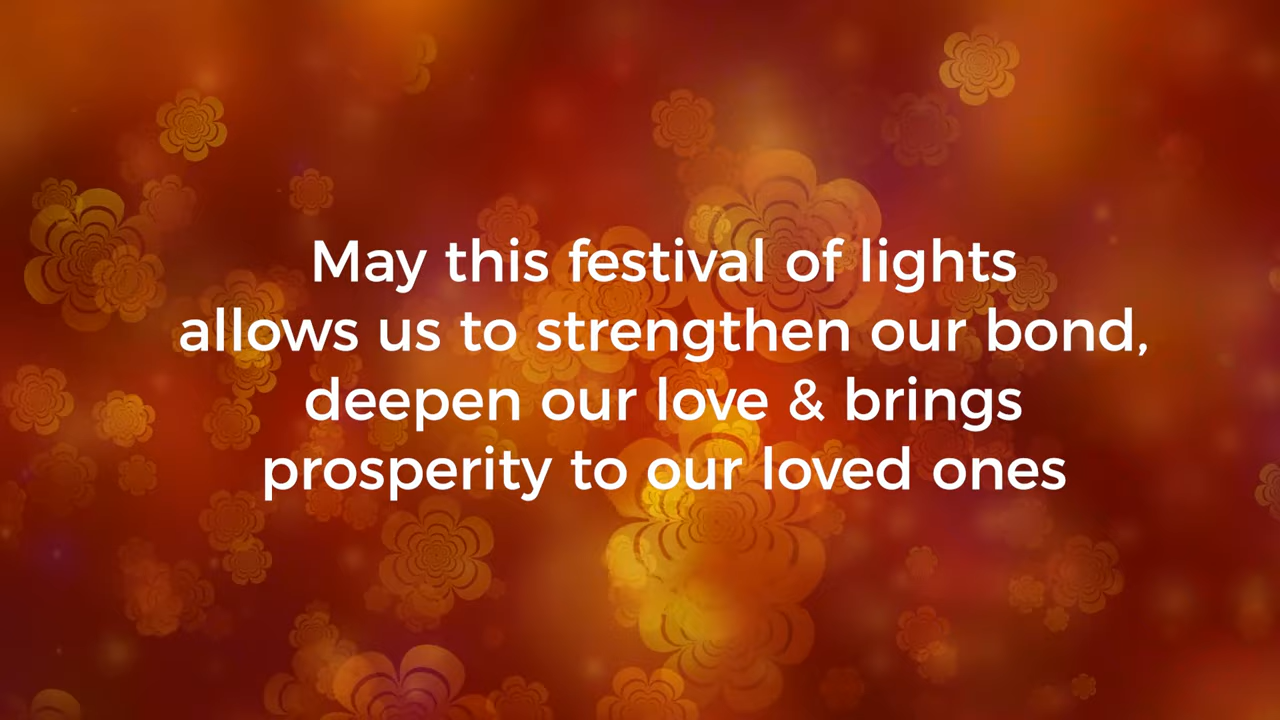 May this festival of lights
allows us to strengthen our bond,
deepen our love & brings
prosperity to our loved ones